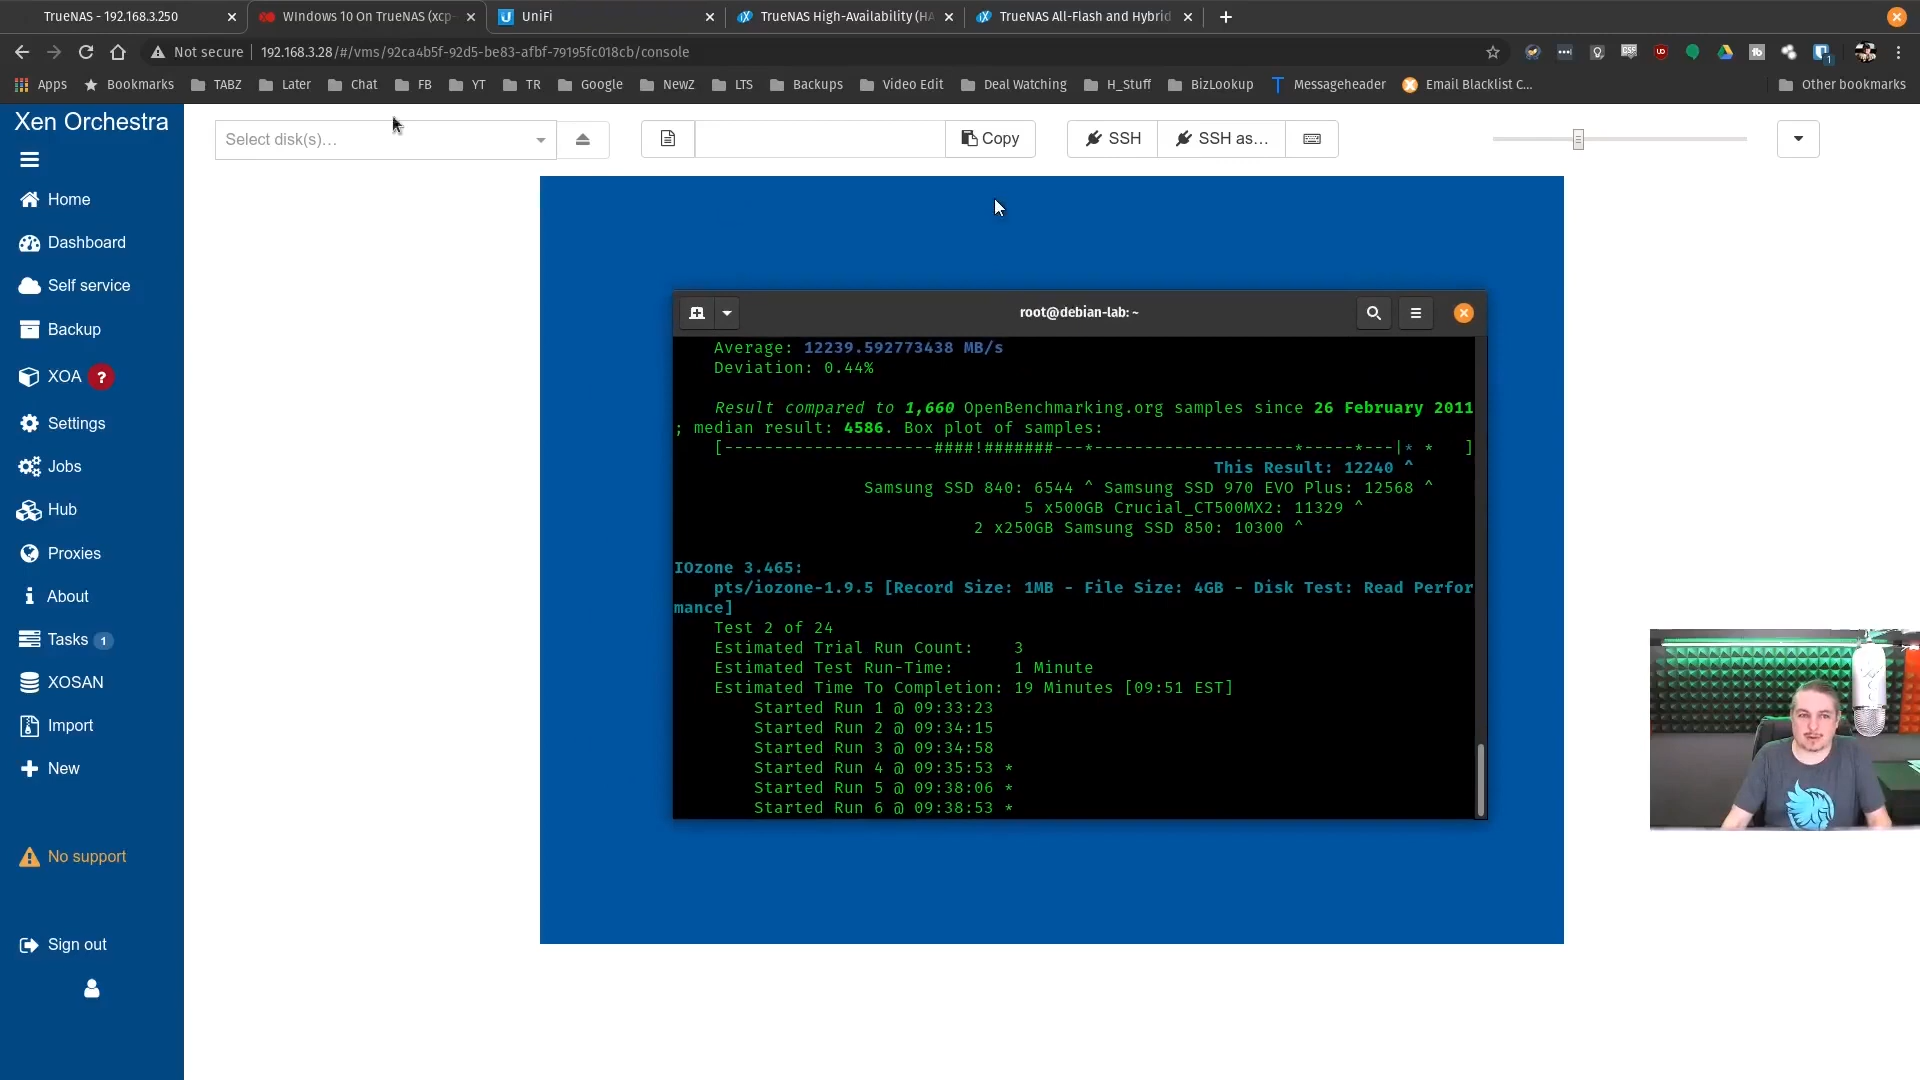 TrueNAS - 192.168.3.250
WIndows 10 On TrueNAS (xcp-
UniFi
TrueNAS High-Availability (HA
TrueNAS All-Flash and Hybrid
Not secure
192.168.3.28/#/vms/92ca4b5f-92d5-be83-afbf-79195fc018cb/console
Apps
Bookmarks
TABZ
Later
Chat
FB
YT
TR
Google
NewZ
LTS
Backups
Video Edit
Deal Watching
H_Stuff
BizLookup
Messageheader
Email Blacklist C...
Other bookmarks
Xen Orchestra
Select disk(s)...
Copy
SSH
SSH as...
Home
Dashboard
Self service
Backup
XOA ?
Settings
Jobs
Hub
Proxies
About
Tasks 1
XOSAN
Import
New
No support
Sign out
root@debian-lab: ~
Average: 12239.592773438 MB/s
Deviation: 0.44%
Result compared to 1,660 OpenBenchmarking.org samples since 26 February 2011
; median result: 4586. Box plot of samples:
[---------------------####!#######---*--------------------*-----*---|* *   ]
This Result: 12240 ^
Samsung SSD 840: 6544 ^ Samsung SSD 970 EVO Plus: 12568 ^
5 x500GB Crucial_CT500MX2: 11329 ^
2 x250GB Samsung SSD 850: 10300 ^
IOzone 3.465:
pts/iozone-1.9.5 [Record Size: 1MB - File Size: 4GB - Disk Test: Read Perfor
mance]
Test 2 of 24
Estimated Trial Run Count: 3
Estimated Test Run-Time: 1 Minute
Estimated Time To Completion: 19 Minutes [09:51 EST]
Started Run 1 @ 09:33:23
Started Run 2 @ 09:34:15
Started Run 3 @ 09:34:58
Started Run 4 @ 09:35:53 *
Started Run 5 @ 09:38:06 *
Started Run 6 @ 09:38:53 *